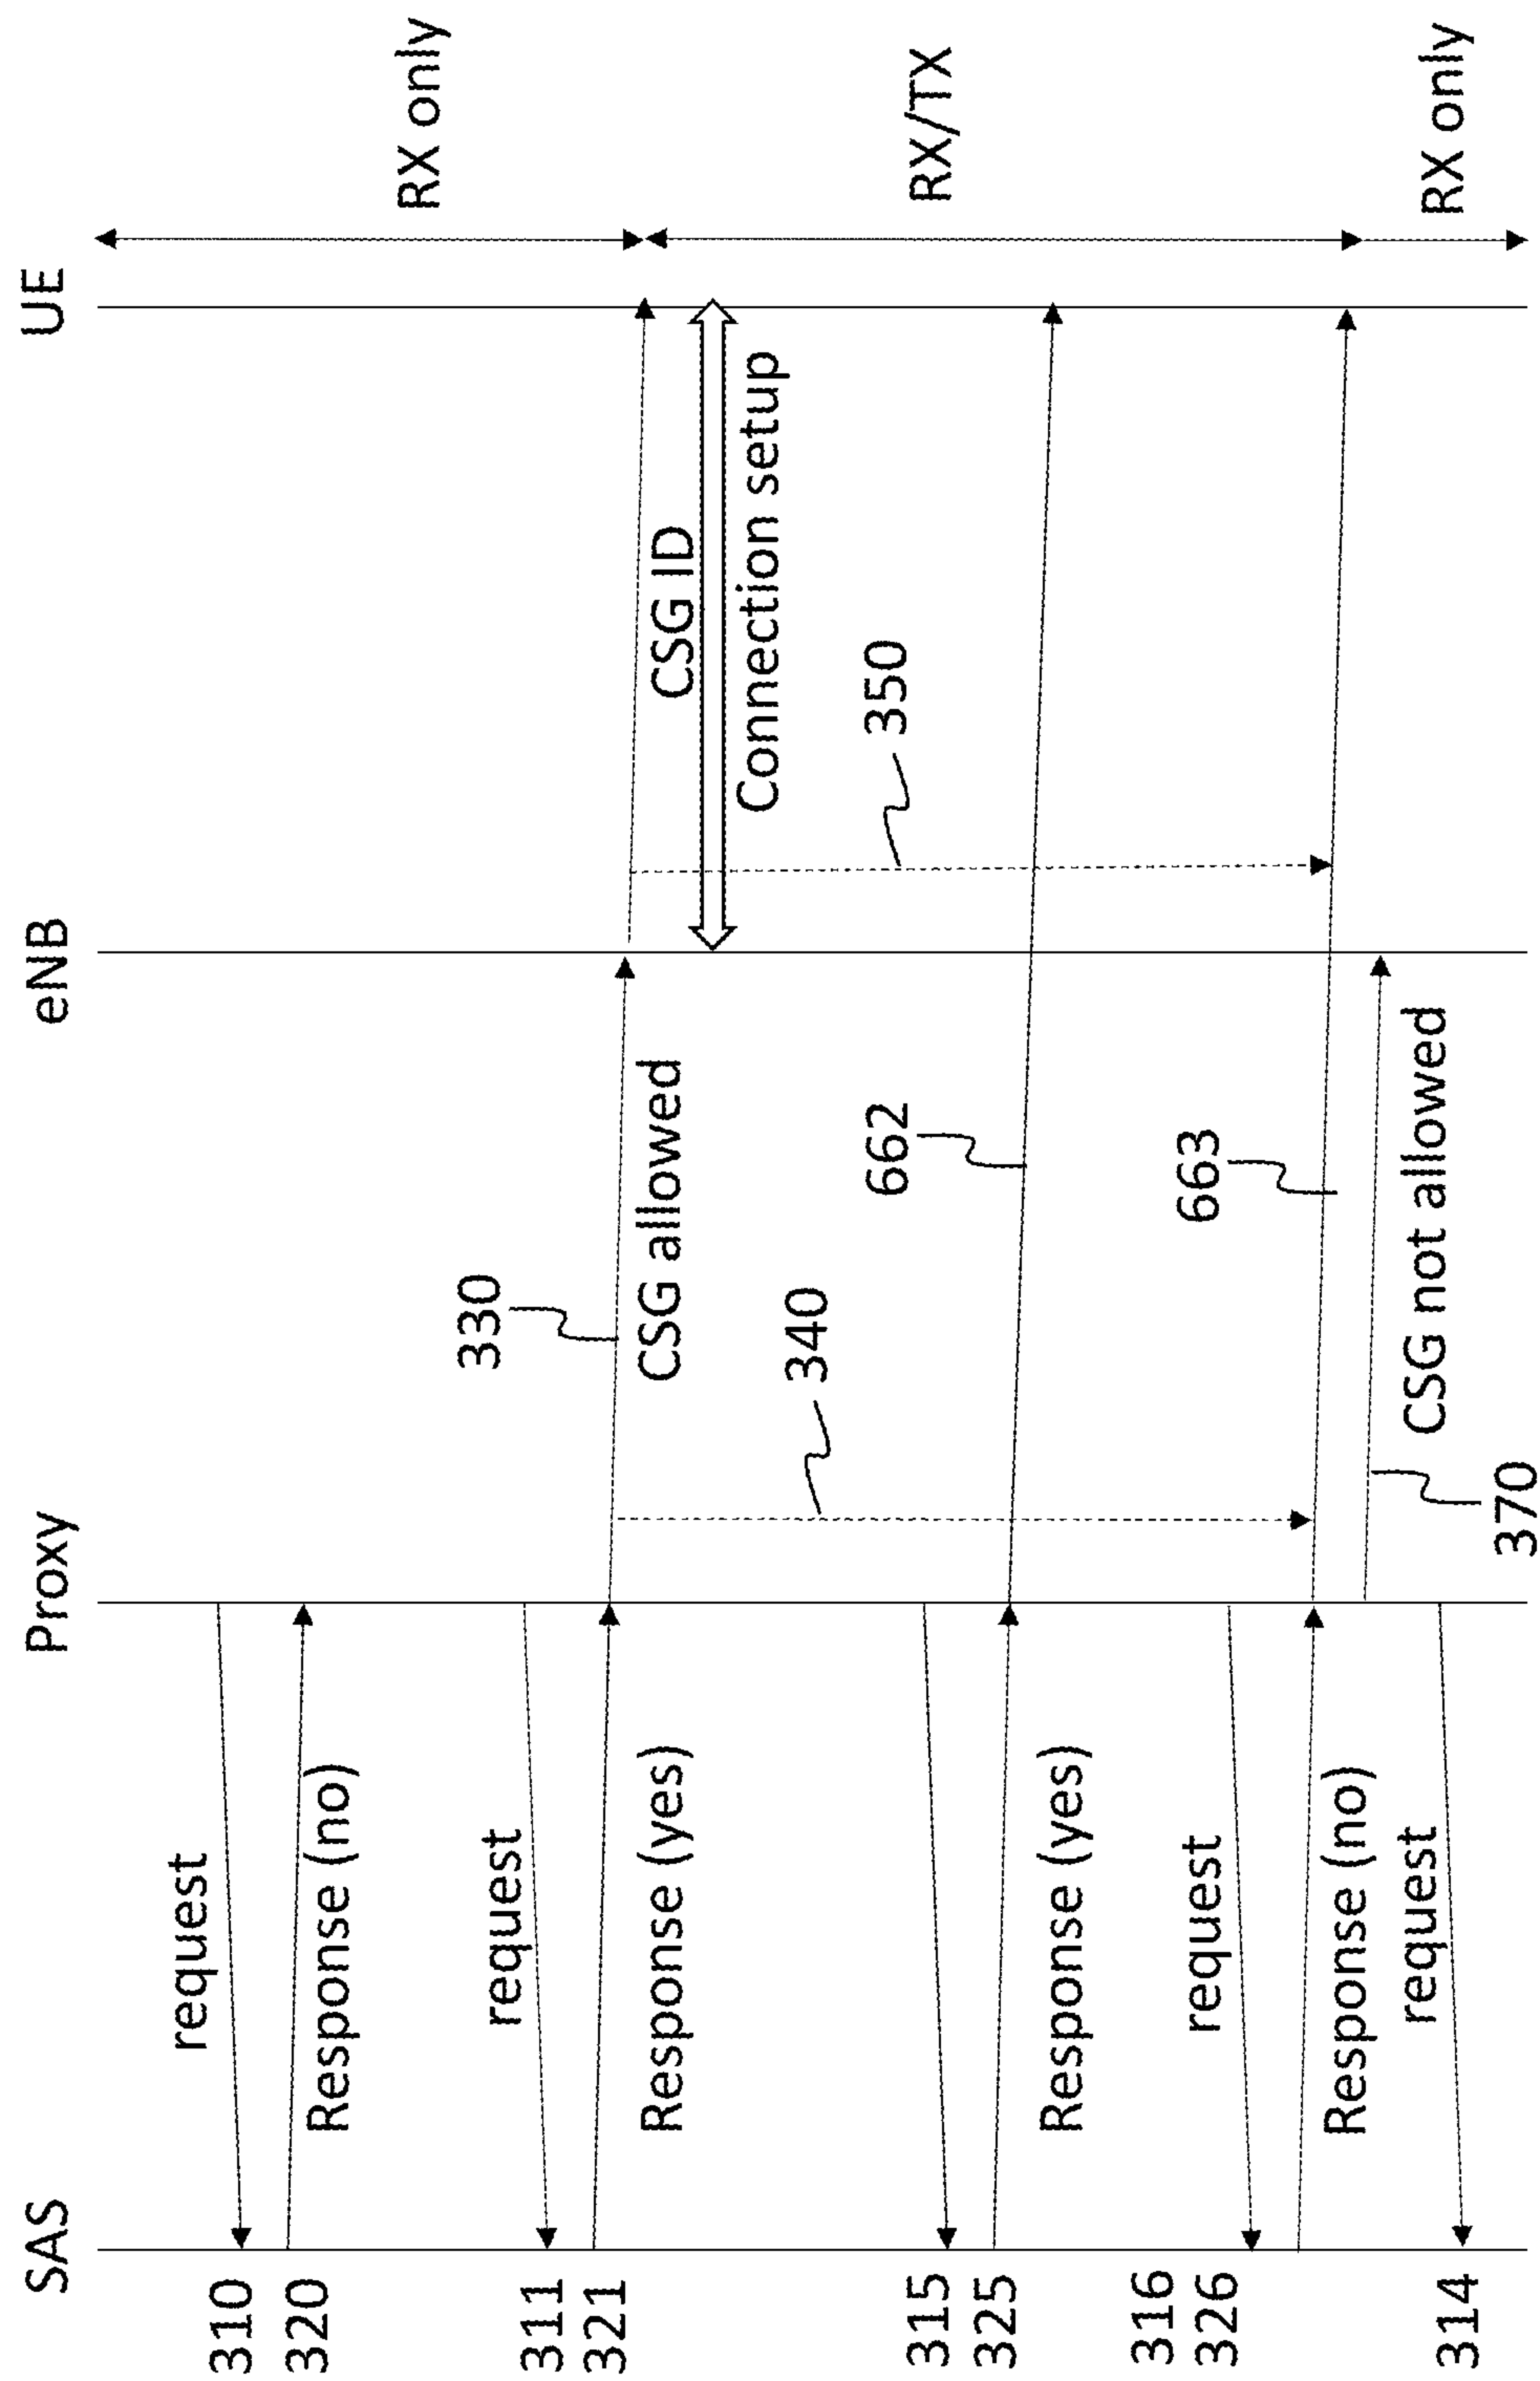 SAS
Proxy
eNB
UE
310
request
320
Response (no)
RX only
311
request
321
Response (yes)
330
CSG allowed
CSG ID
Connection setup
340
350
RX/TX
315
325
Response (yes)
662
316
request
326
Response (no)
663
370
CSG not allowed
314
request
RX only